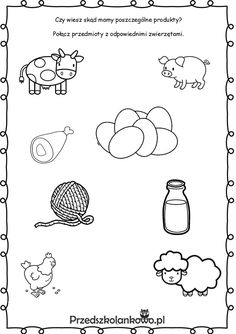 Czy wiesz skąd mamy poszczególne produkty?
Połącz przedmioty z odpowiednimi zwierzętami.
Przedszkolankowo.pl